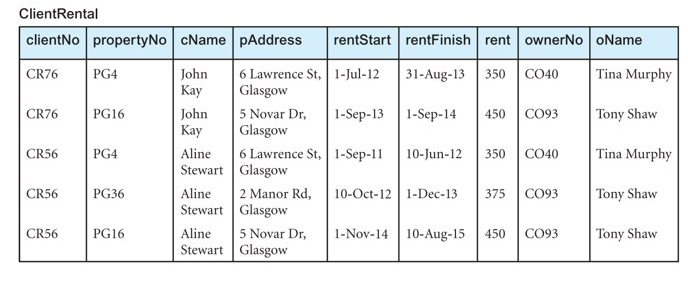 ClientRental
clientNo propertyNo cName pAddress rentStart rentFinish rent ownerNo oName
CR76 PG4 John 6 Lawrence St, 1-Jul-12 31-Aug-13 350 CO40 Tina Murphy
Kay Glasgow
CR76 PG16 John 5 Novar Dr, 1-Sep-13 1-Sep-14 450 CO93 Tony Shaw
Kay Glasgow
CR56 PG4 Aline 6 Lawrence St, 1-Sep-11 10-Jun-12 350 CO40 Tina Murphy
Stewart Glasgow
CR56 PG36 Aline 2 Manor Rd, 10-Oct-12 1-Dec-13 375 CO93 Tony Shaw
Stewart Glasgow
CR56 PG16 Aline 5 Novar Dr, 1-Nov-14 10-Aug-15 450 CO93 Tony Shaw
Stewart Glasgow